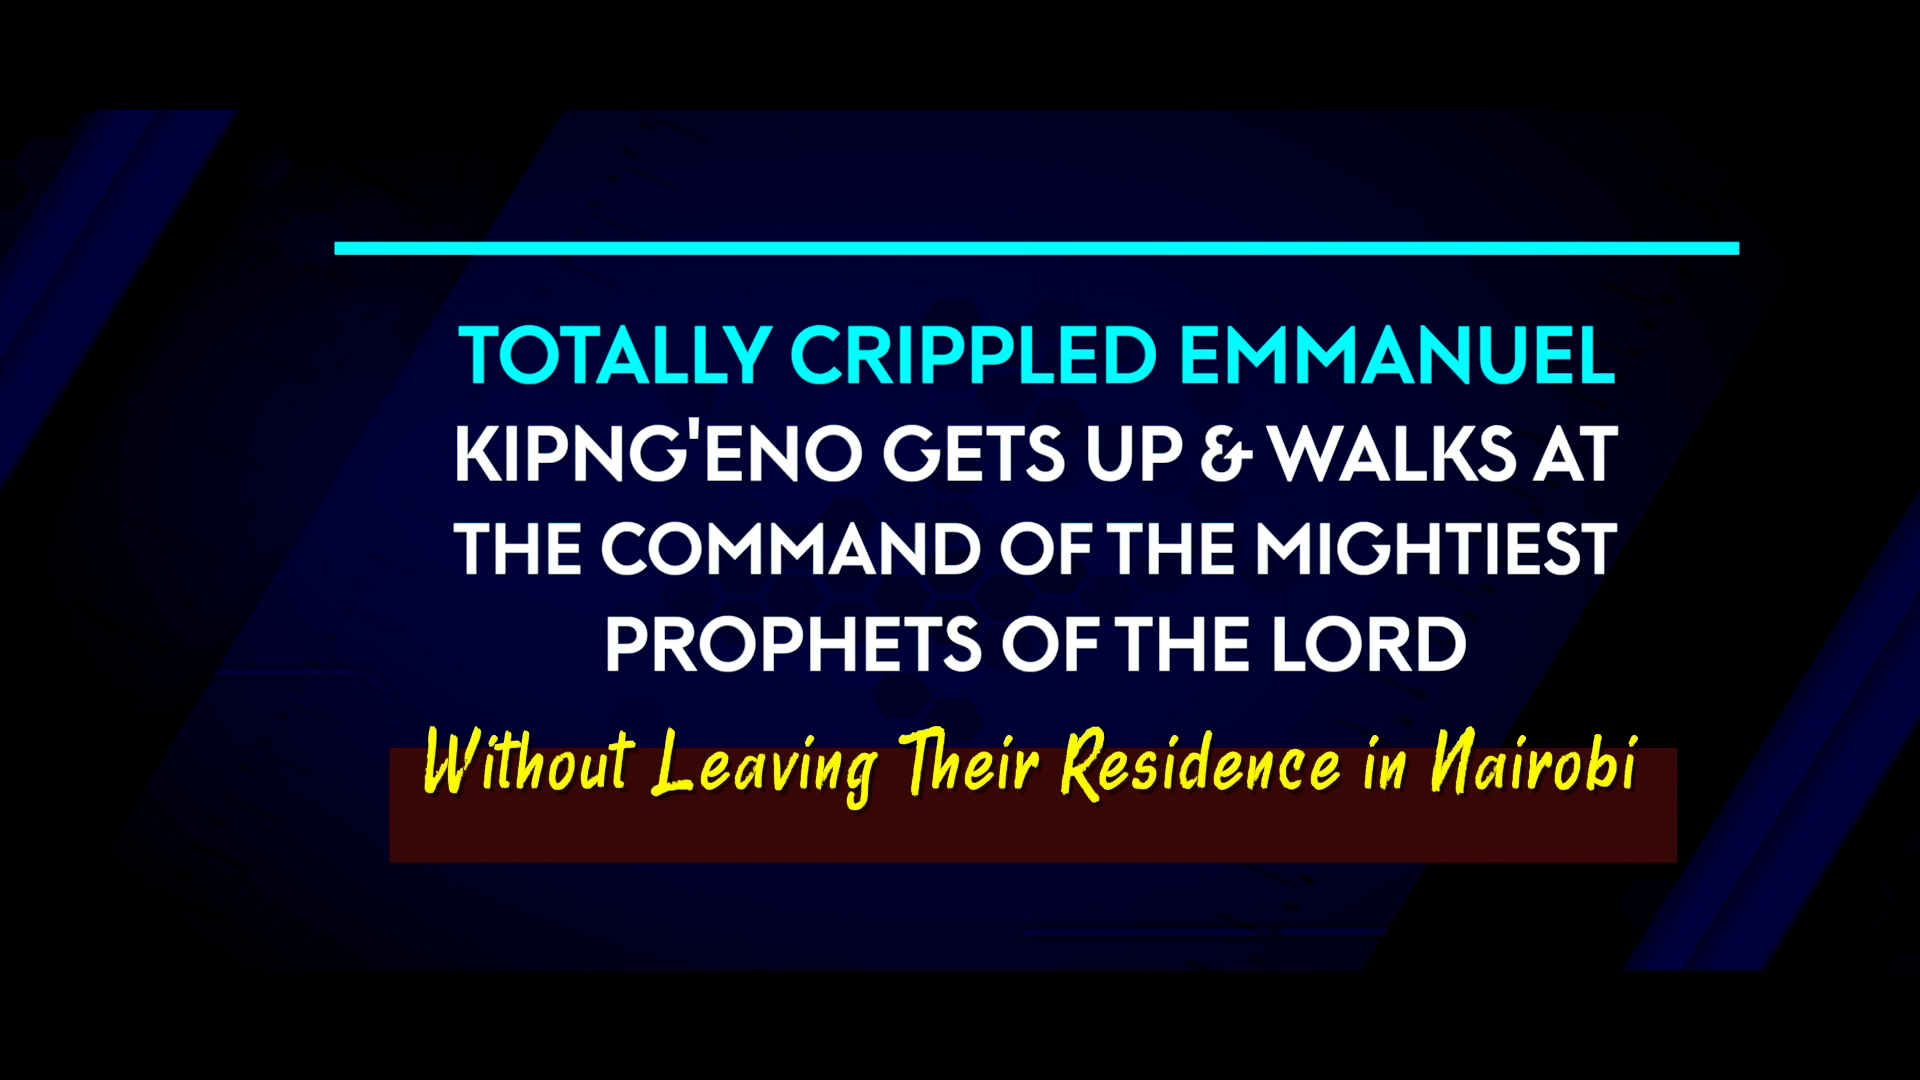 TOTALLY CRIPPLED EMMANUEL
KIPNG'ENO GETS UP & WALKS AT
THE COMMAND OF THE MIGHTIEST
PROPHETS OF THE LORD
Without Leaving Their Residence in Nairobi